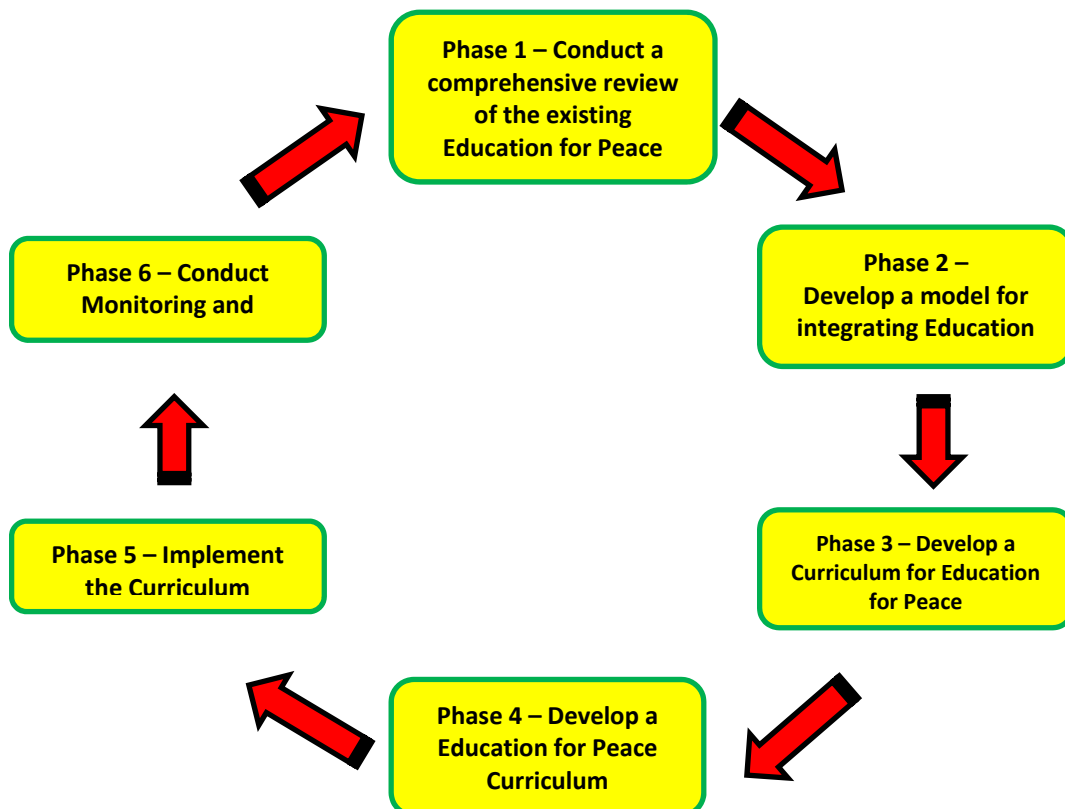 Phase 1 – Conduct a
comprehensive review
of the existing
Education for Peace
Phase 2 –
Develop a model for
integrating Education
Phase 3 – Develop a
Curriculum for Education
for Peace
Phase 4 – Develop a
Education for Peace
Curriculum
Phase 5 – Implement
the Curriculum
Phase 6 – Conduct
Monitoring and